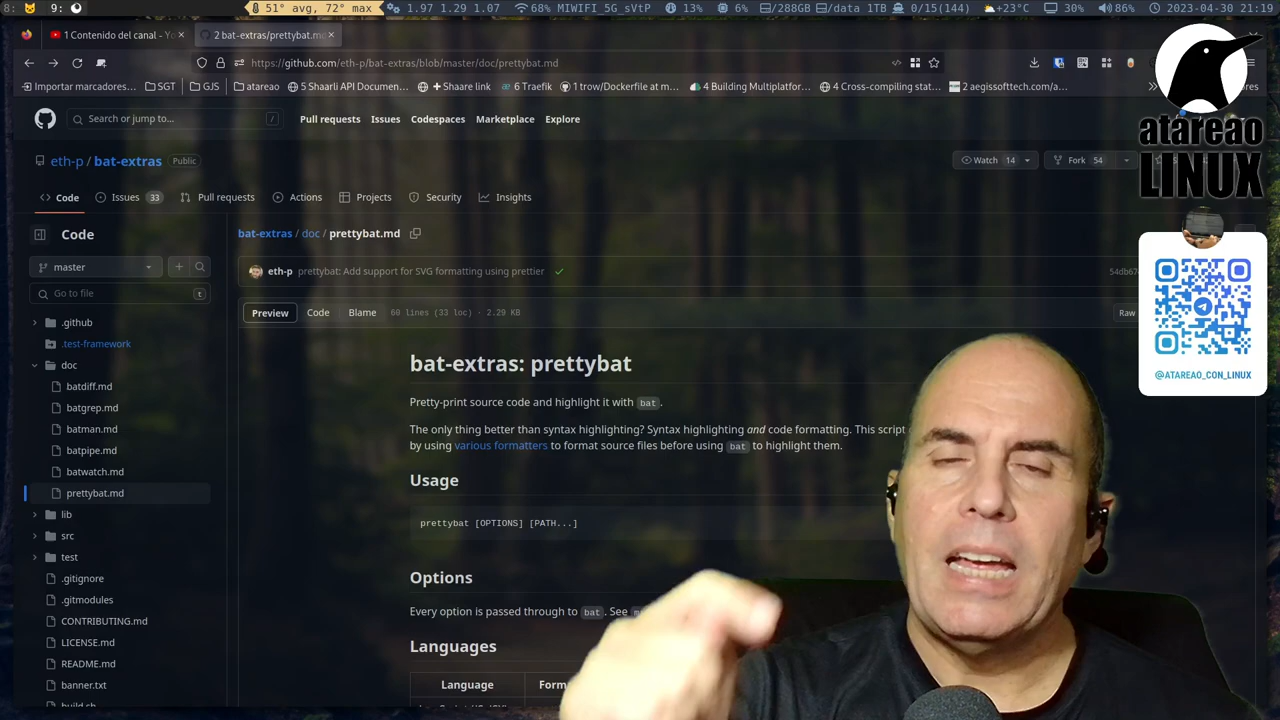 8: 9: 51° avg, 72° max 1.97 1.29 1.07 68% MIWIFI_5G_sVtP 13% 6% /288GB /data 1TB 0/15(144) +23°C 30% 86% 2023-04-30 21:19
1 Contenido del canal - Yo
2 bat-extras/prettybat.md
https://github.com/eth-p/bat-extras/blob/master/doc/prettybat.md
Importar marcadores... SGT GJS atareao 5 Shaarli API Documen... + Shaare link 6 Traefik 1 trow/Dockerfile at m... 4 Building Multiplatfor... 4 Cross-compiling stat... 2 aegissofttech.com/a...
Search or jump to... /
Pull requests Issues Codespaces Marketplace Explore
eth-p / bat-extras Public
Watch 14
Fork 54
Code Issues 33 Pull requests Actions Projects Security Insights
Code
master
Go to file t
.github
.test-framework
doc
batdiff.md
batgrep.md
batman.md
batpipe.md
batwatch.md
prettybat.md
lib
src
test
.gitignore
.gitmodules
CONTRIBUTING.md
LICENSE.md
README.md
banner.txt
build.sh
bat-extras / doc / prettybat.md
eth-p prettybat: Add support for SVG formatting using prettier
Preview Code Blame 60 lines (33 loc) · 2.29 KB
Raw
bat-extras: prettybat
Pretty-print source code and highlight it with bat.
The only thing better than syntax highlighting? Syntax highlighting and code formatting. This script
by using various formatters to format source files before using bat to highlight them.
Usage
prettybat [OPTIONS] [PATH...]
Options
Every option is passed through to bat. See
Languages
Language
atareao
LINUX
@ATAREAO_CON_LINUX